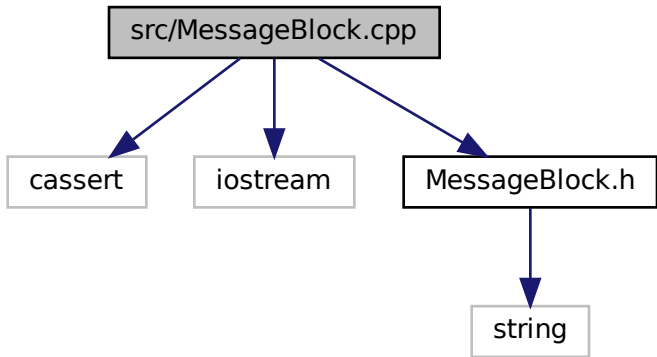 src/MessageBlock.cpp
cassert
iostream
MessageBlock.h
string